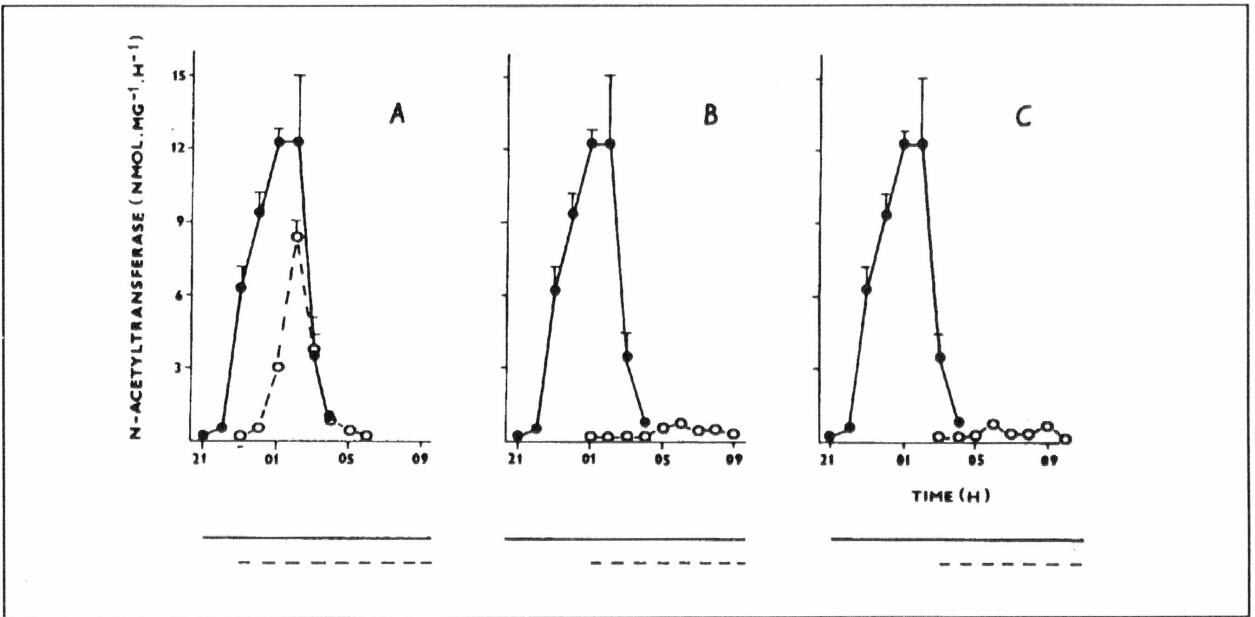 N-ACETYLTRANSFERASE (NMOL.MG⁻¹.H⁻¹)
15
12
9
6
3
A
B
C
21 01 05 09
21 01 05 09
21 01 05 09
TIME (H)